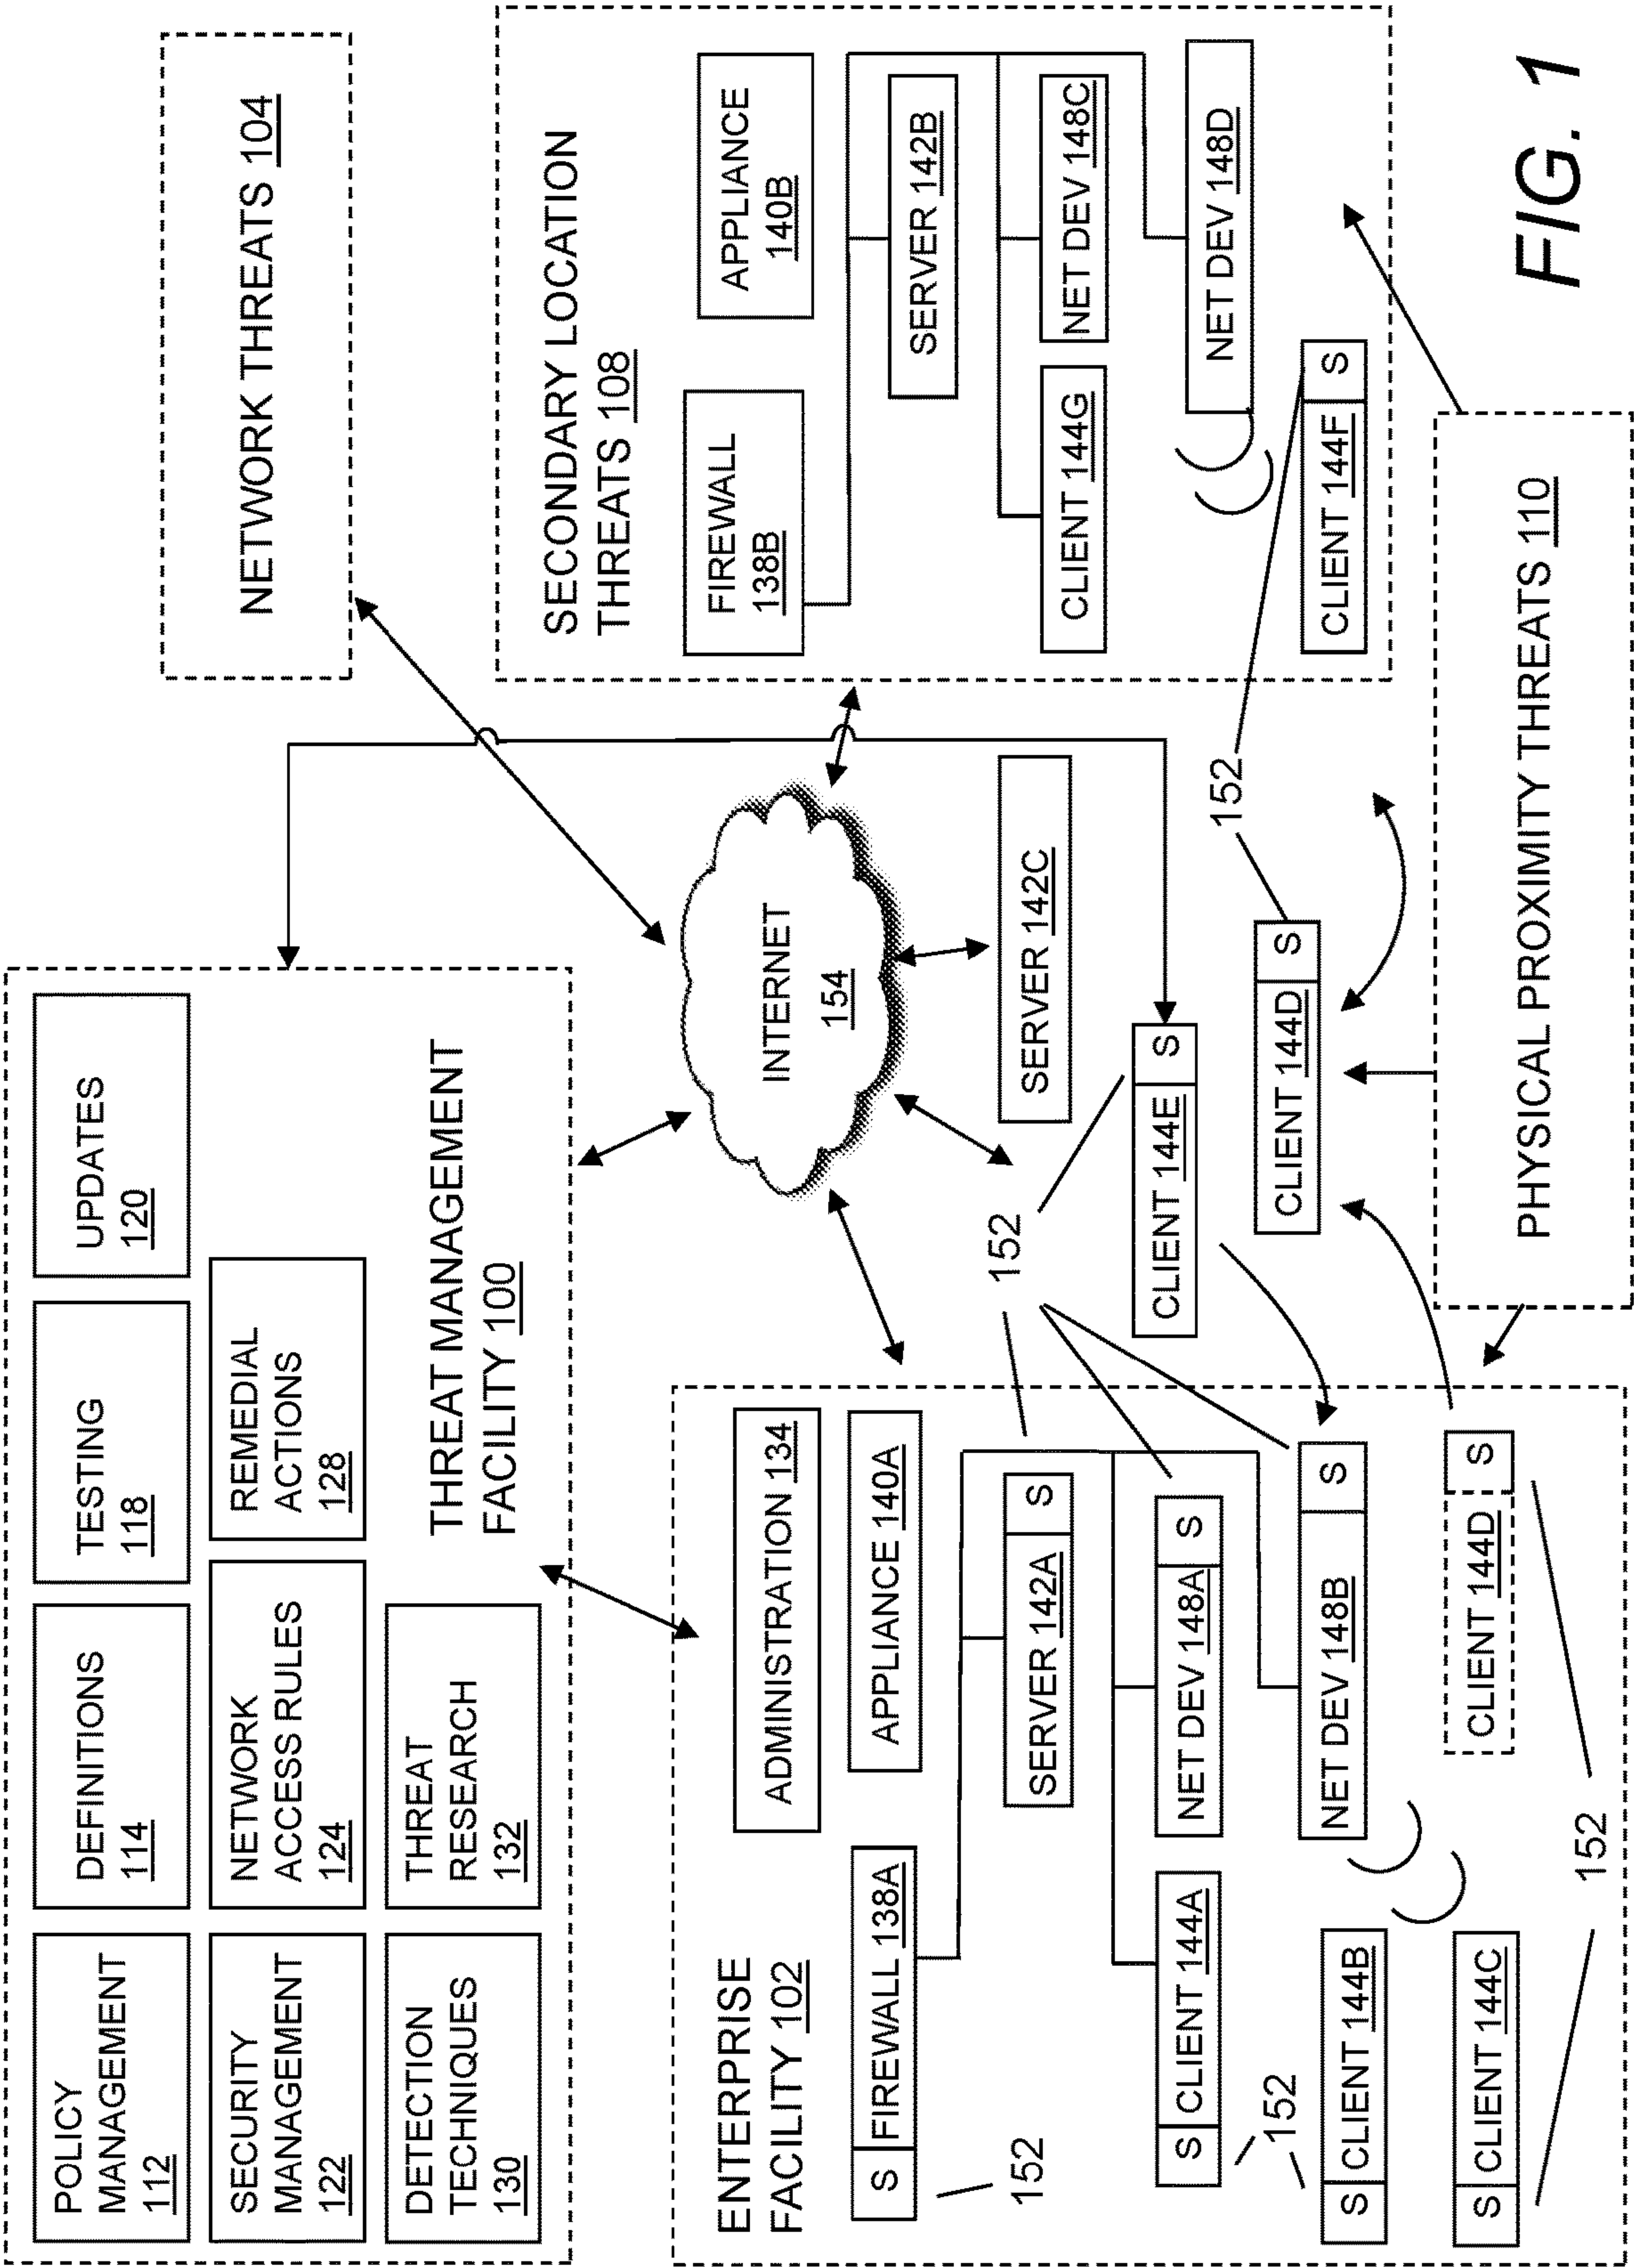 POLICY
MANAGEMENT
112
DEFINITIONS
114
TESTING
118
UPDATES
120
SECURITY
MANAGEMENT
122
NETWORK
ACCESS RULES
124
REMEDIAL
ACTIONS
128
DETECTION
TECHNIQUES
130
THREAT
RESEARCH
132
THREAT MANAGEMENT
FACILITY 100
NETWORK THREATS 104
INTERNET
154
SERVER 142C
SECONDARY LOCATION
THREATS 108
FIREWALL
138B
APPLIANCE
140B
SERVER 142B
CLIENT 144G
NET DEV 148C
NET DEV 148D
CLIENT 144F
S
ENTERPRISE
FACILITY 102
ADMINISTRATION 134
S
FIREWALL 138A
APPLIANCE 140A
152
SERVER 142A
S
152
S
CLIENT 144A
NET DEV 148A
S
152
CLIENT 144E
S
S
CLIENT 144B
NET DEV 148B
S
CLIENT 144D
S
152
S
CLIENT 144C
CLIENT 144D
S
152
PHYSICAL PROXIMITY THREATS 110
FIG. 1